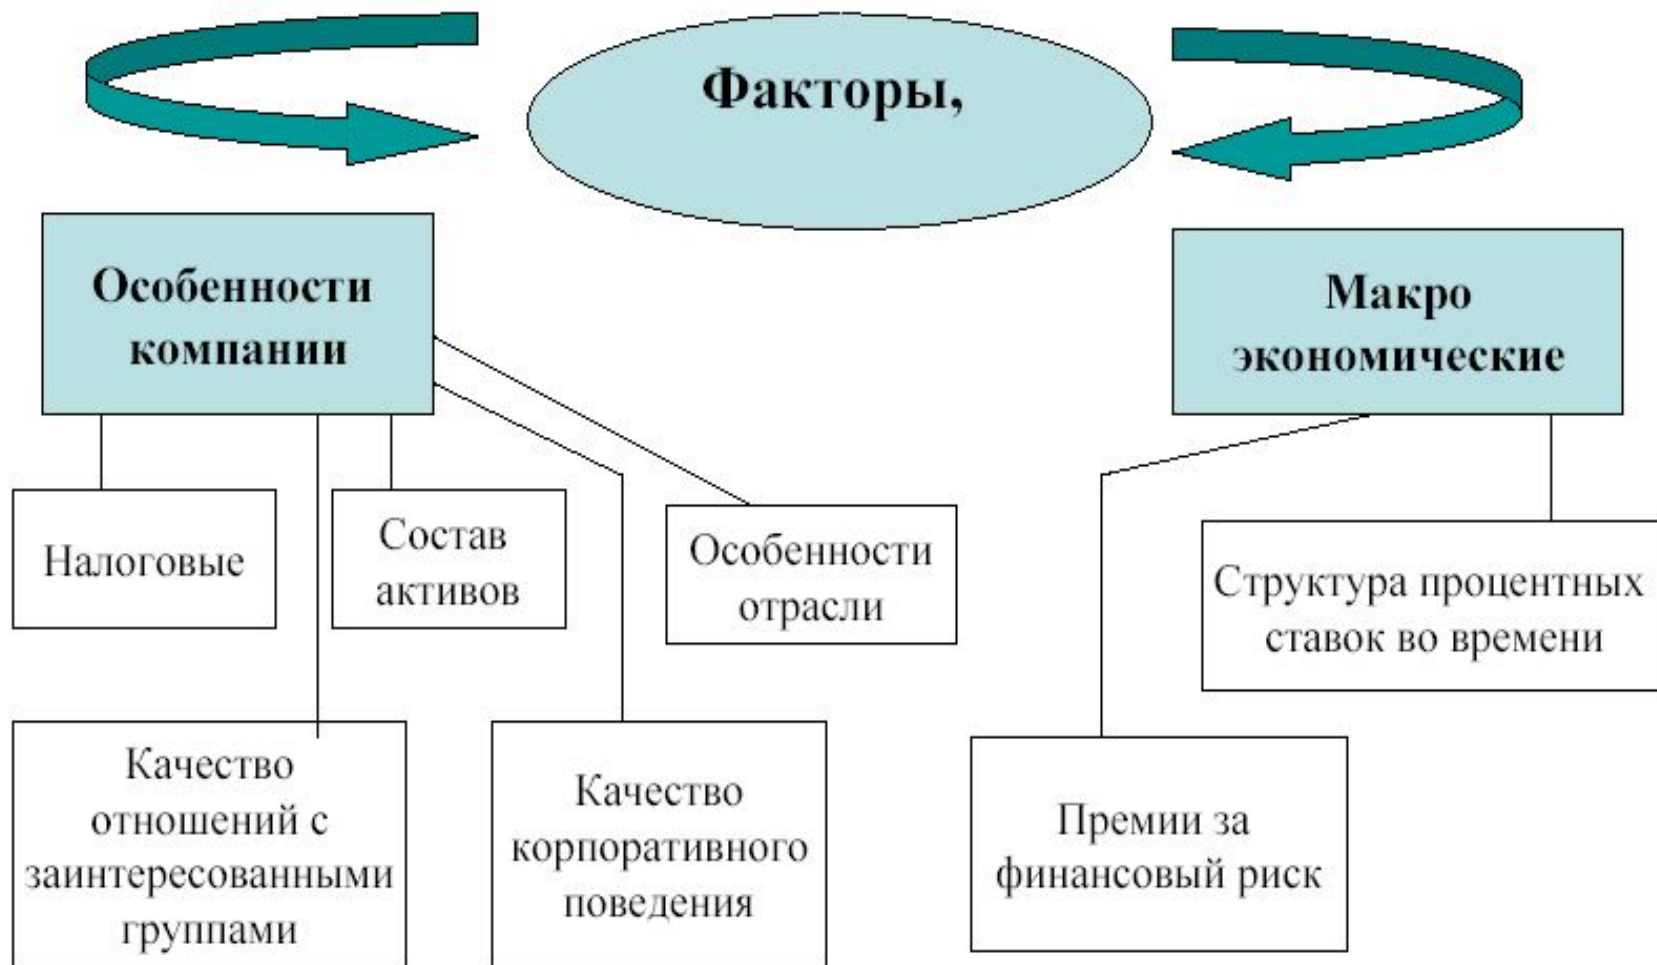 Факторы,
Особенности
компании
Макро
экономические
Налоговые
Состав
активов
Особенности
отрасли
Структура процентных
ставок во времени
Качество
отношений с
заинтересованными
группами
Качество
корпоративного
поведения
Премии за
финансовый риск